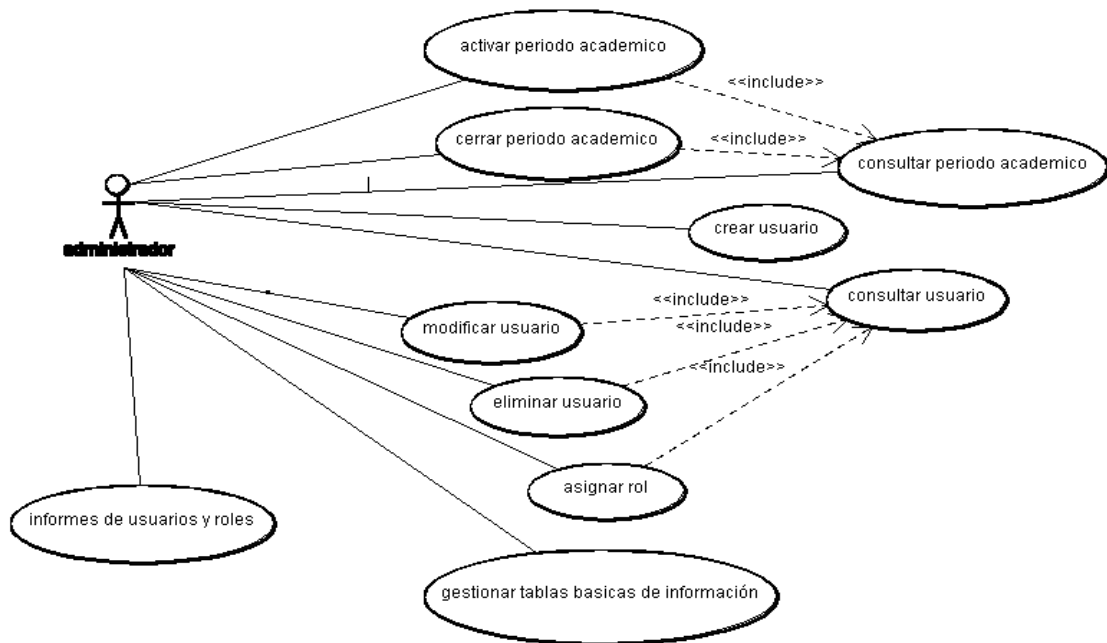 activar periodo academico
<<include>>
cerrar periodo academico
<<include>>
consultar periodo academico
administrador
crear usuario
consultar usuario
<<include>>
modificar usuario
<<include>>
<<include>>
eliminar usuario
asignar rol
informes de usuarios y roles
gestionar tablas basicas de información